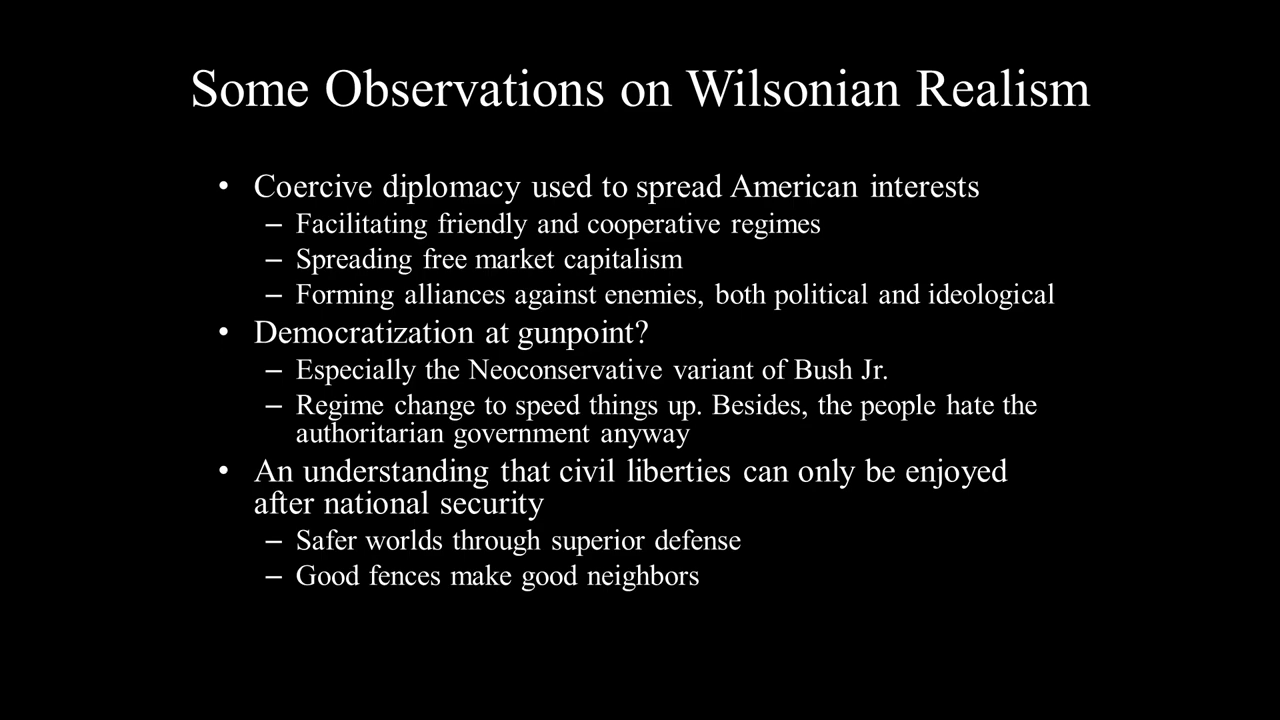 Some Observations on Wilsonian Realism
• Coercive diplomacy used to spread American interests
– Facilitating friendly and cooperative regimes
– Spreading free market capitalism
– Forming alliances against enemies, both political and ideological
• Democratization at gunpoint?
– Especially the Neoconservative variant of Bush Jr.
– Regime change to speed things up. Besides, the people hate the
authoritarian government anyway
• An understanding that civil liberties can only be enjoyed
after national security
– Safer worlds through superior defense
– Good fences make good neighbors